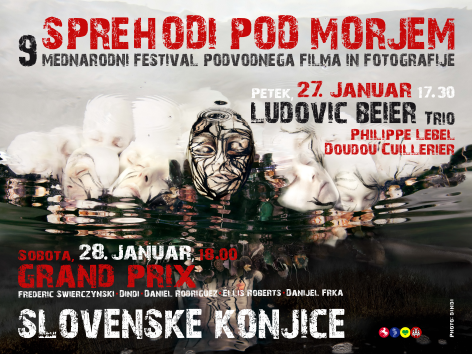 9 SPREHODI POD MORJEM
MEDNARODNI FESTIVAL PODVODNEGA FILMA IN FOTOGRAFIJE
PETEK, 27. JANUAR 17.30
LUDOVIC BEIER TRIO
PHILIPPE LEBEL
DOUDOU CUILLERIER
SOBOTA, 28. JANUAR, 18.00
GRAND PRIX
FREDERIC SWIERCZYNSKI DINDI DANIEL RODRIGUEZ ELLIS ROBERTS DANIJEL FRKA
SLOVENSKE KONJICE
PHOTO: DINDI